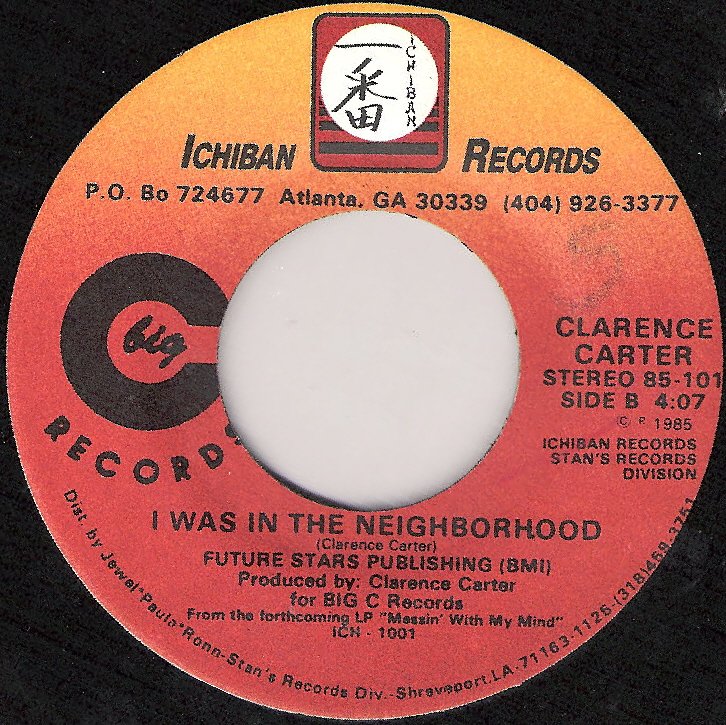 一番
ICHIBAN
ICHIBAN RECORDS
P.O. Bo 724677 Atlanta, GA 30339 (404) 926-3377
big
RECORDS
CLARENCE
CARTER
STEREO 85-101
SIDE B 4:07
© ℗ 1985
ICHIBAN RECORDS
STAN'S RECORDS
DIVISION
I WAS IN THE NEIGHBORHOOD
(Clarence Carter)
FUTURE STARS PUBLISHING (BMI)
Produced by: Clarence Carter
for BIG C Records
From the forthcoming LP "Messin' With My Mind"
ICH - 1001
Dist. by Jewel*Paula*Ronn-Stan's Records Div.-Shreveport, LA. 71163-1125-(318)